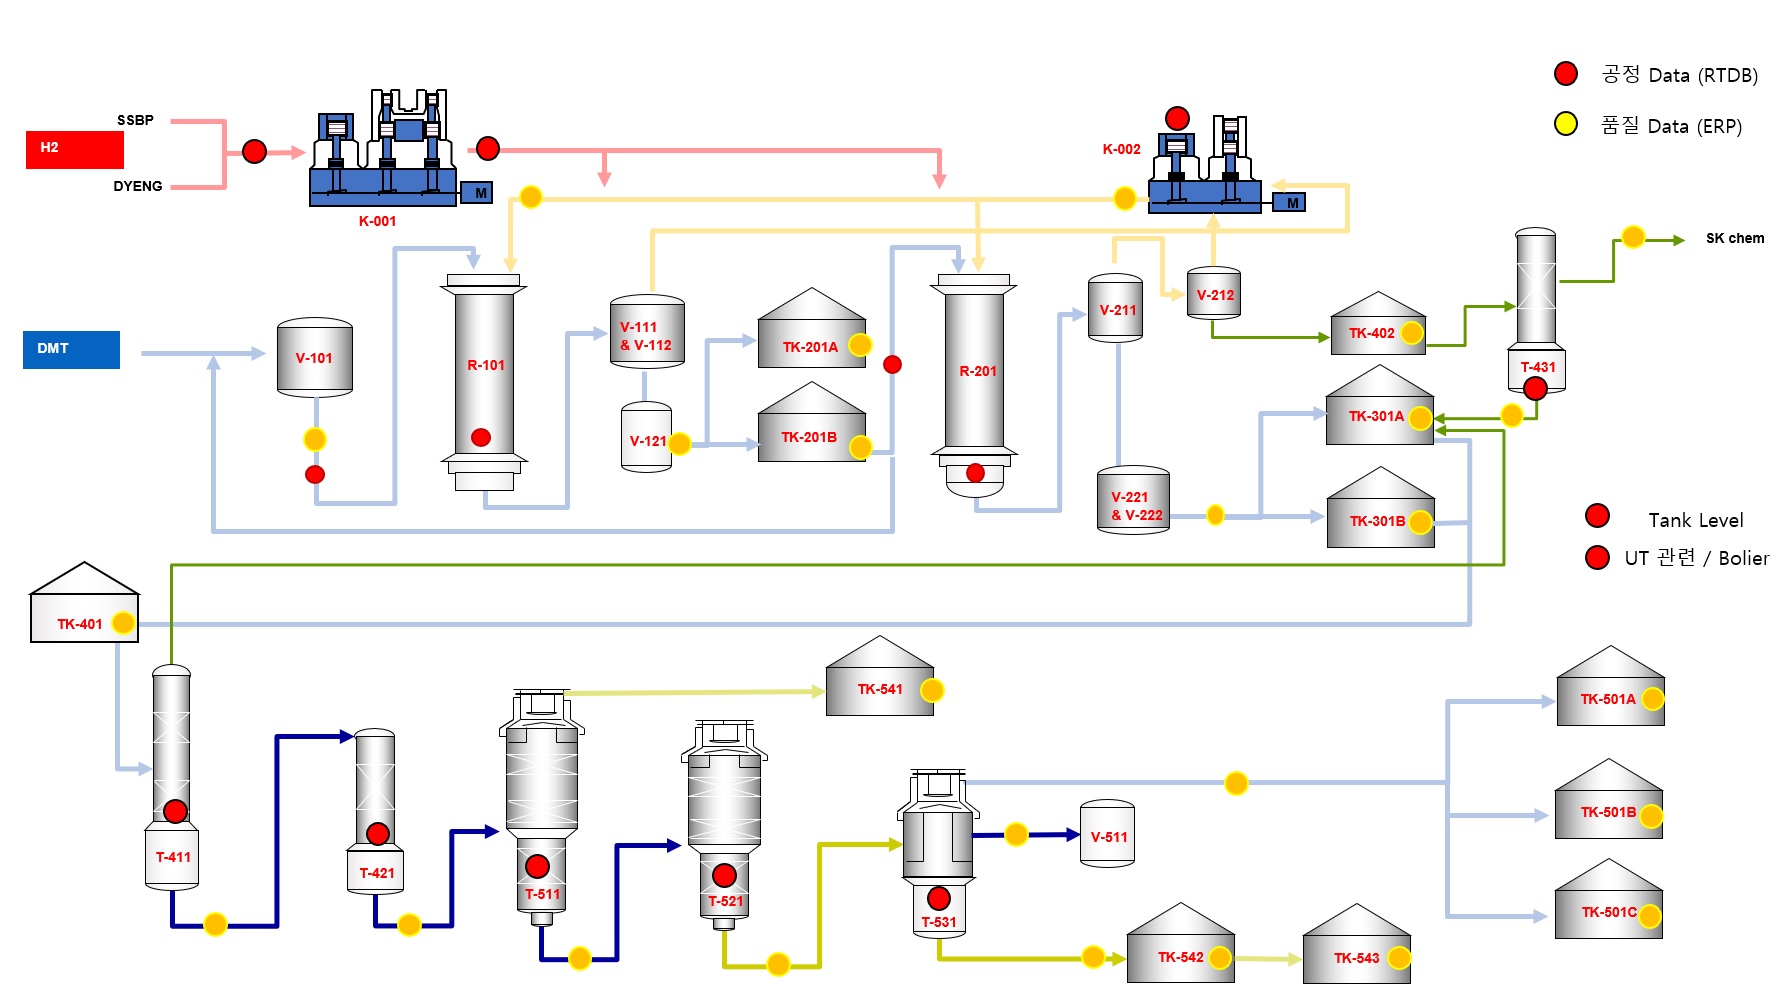 공정 Data (RTDB)
품질 Data (ERP)
SSBP
H2
DYENG
M
K-001
K-002
M
SK chem
DMT
V-101
R-101
V-111
& V-112
V-121
TK-201A
TK-201B
R-201
V-211
V-212
TK-402
T-431
TK-301A
V-221
& V-222
TK-301B
Tank Level
UT 관련 / Bolier
TK-401
TK-541
TK-501A
TK-501B
V-511
T-411
T-421
T-511
T-521
T-531
TK-501C
TK-542
TK-543